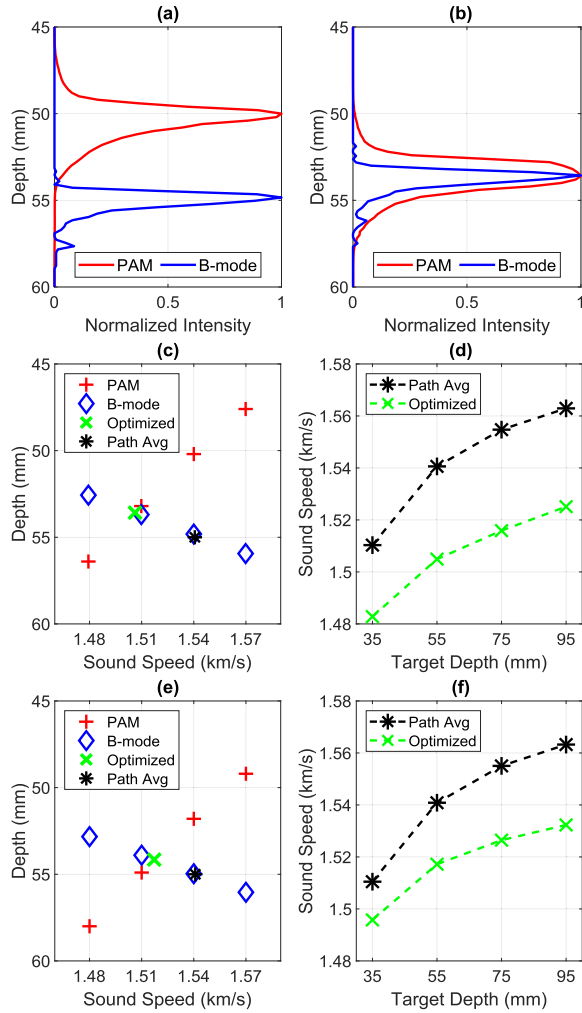 (a)
45
50
55
60
Depth (mm)
PAM
B-mode
0
0.5
1
Normalized Intensity
(b)
45
50
55
60
Depth (mm)
PAM
B-mode
0
0.5
1
Normalized Intensity
(c)
45
50
55
60
Depth (mm)
PAM
B-mode
Optimized
Path Avg
1.48
1.51
1.54
1.57
Sound Speed (km/s)
(d)
1.58
1.56
1.54
1.52
1.5
1.48
Sound Speed (km/s)
Path Avg
Optimized
35
55
75
95
Target Depth (mm)
(e)
45
50
55
60
Depth (mm)
PAM
B-mode
Optimized
Path Avg
1.48
1.51
1.54
1.57
Sound Speed (km/s)
(f)
1.58
1.56
1.54
1.52
1.5
1.48
Sound Speed (km/s)
Path Avg
Optimized
35
55
75
95
Target Depth (mm)